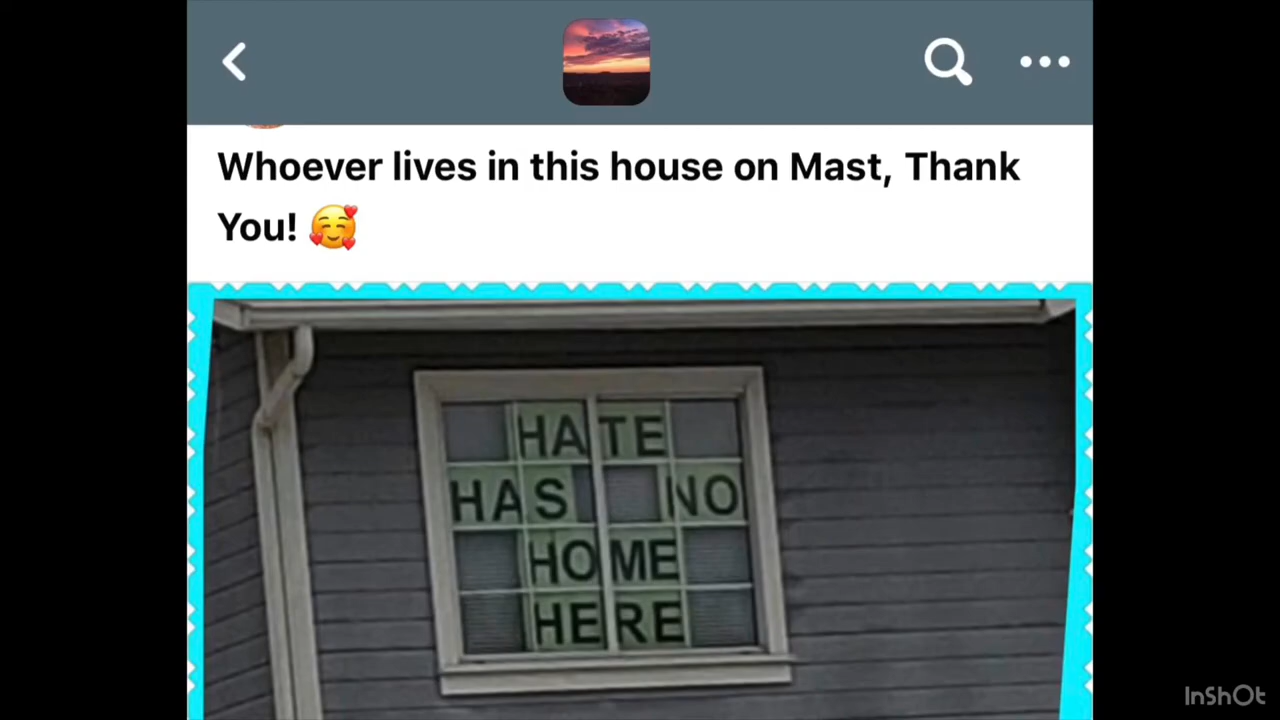 Whoever lives in this house on Mast, Thank
You! 🥰
HATE
HAS NO
HOME
HERE
InShOt